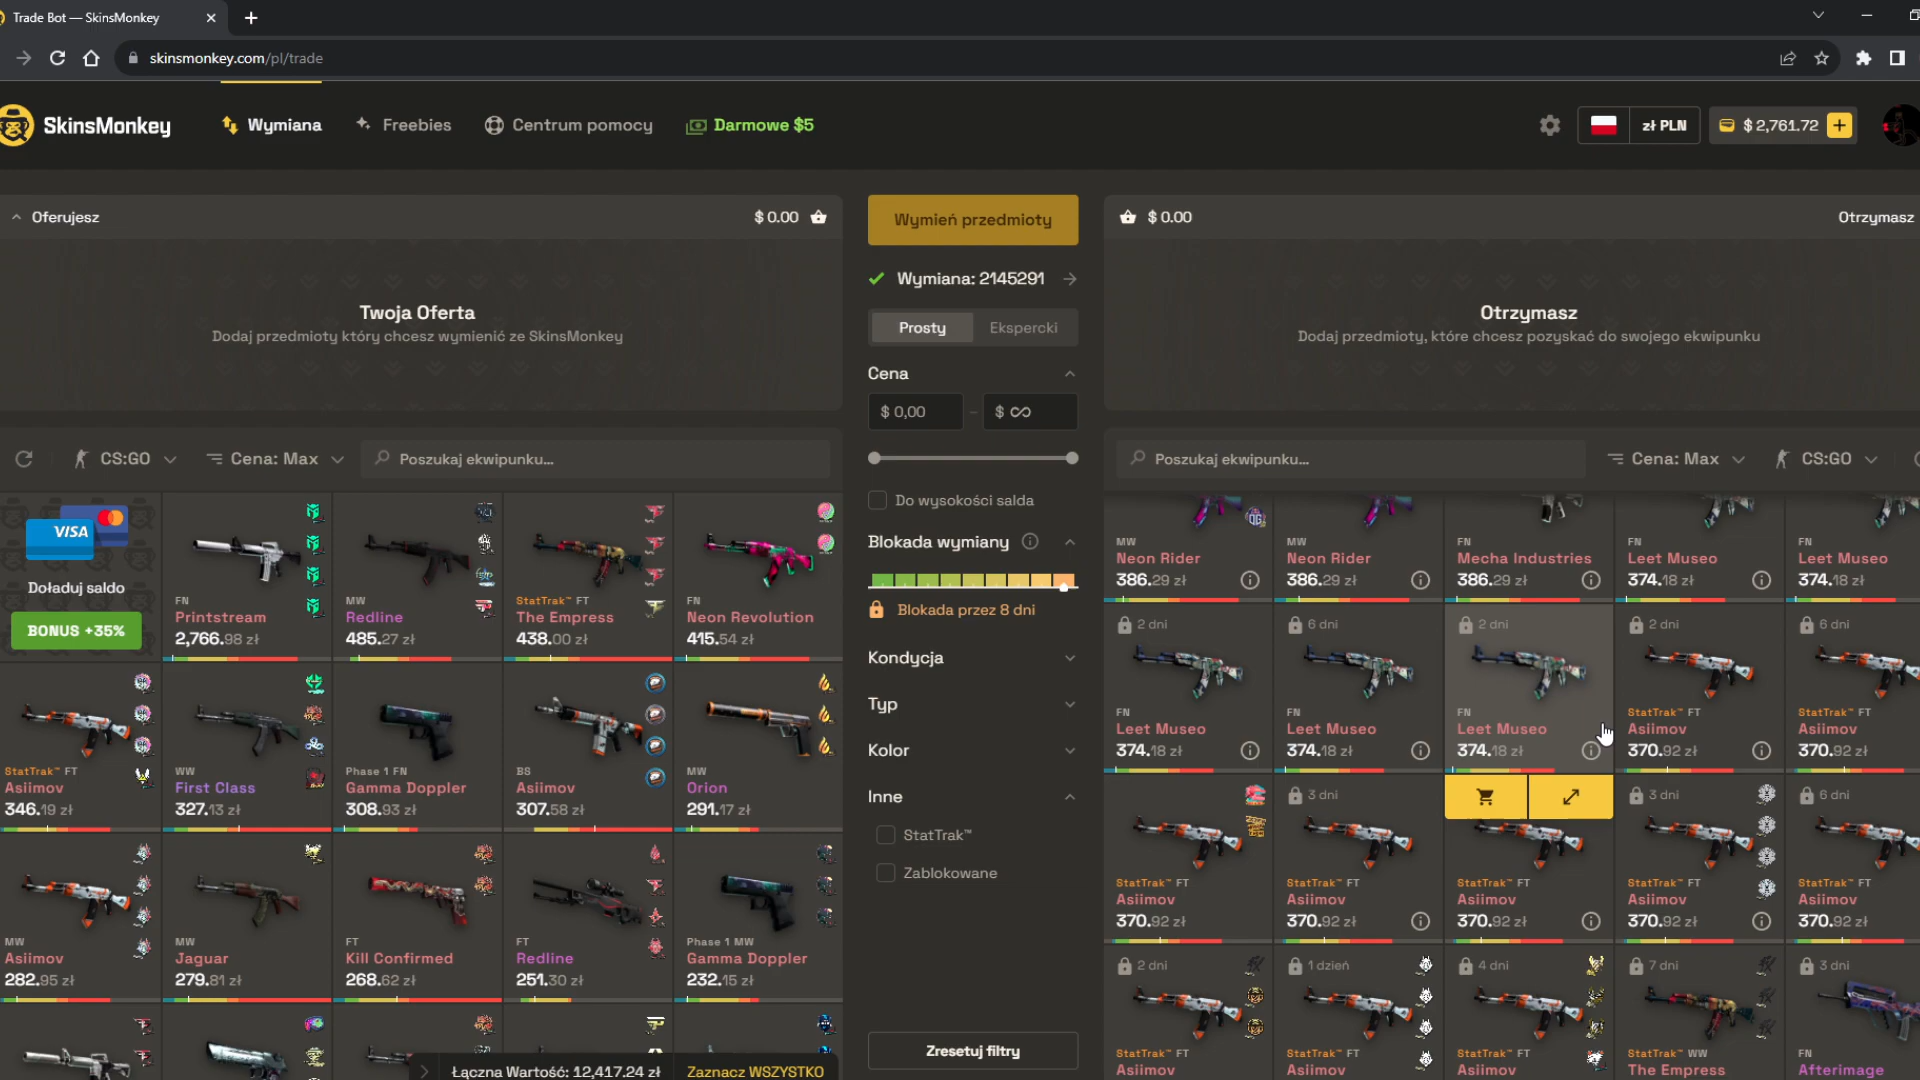 Trade Bot — SkinsMonkey
skinsmonkey.com/pl/trade
SkinsMonkey
Wymiana
Freebies
Centrum pomocy
Darmowe $5
zł PLN
$ 2,761.72
Oferujesz
$ 0.00
Wymień przedmioty
$ 0.00
Otrzymasz
Twoja Oferta
Dodaj przedmioty który chcesz wymienić ze SkinsMonkey
Wymiana: 2145291
Prosty
Ekspercki
Otrzymasz
Dodaj przedmioty, które chcesz pozyskać do swojego ekwipunku
Cena
$ 0,00
–
$ ∞
CS:GO
Cena: Max
Poszukaj ekwipunku...
Do wysokości salda
Blokada wymiany
Blokada przez 8 dni
Kondycja
Typ
Kolor
Inne
StatTrak™
Zablokowane
Zresetuj filtry
Poszukaj ekwipunku...
Cena: Max
CS:GO
VISA
Doładuj saldo
BONUS +35%
FN
Printstream
2,766.98 zł
MW
Redline
485.27 zł
StatTrak™ FT
The Empress
438.00 zł
FN
Neon Revolution
415.54 zł
StatTrak™ FT
Asiimov
346.19 zł
WW
First Class
327.13 zł
Phase 1 FN
Gamma Doppler
308.93 zł
BS
Asiimov
307.58 zł
MW
Orion
291.17 zł
MW
Asiimov
282.95 zł
MW
Jaguar
279.81 zł
FT
Kill Confirmed
268.62 zł
FT
Redline
251.30 zł
Phase 1 MW
Gamma Doppler
232.15 zł
Łączna Wartość: 12,417.24 zł
Zaznacz WSZYSTKO
MW
Neon Rider
386.29 zł
MW
Neon Rider
386.29 zł
FN
Mecha Industries
386.29 zł
FN
Leet Museo
374.18 zł
FN
Leet Museo
374.18 zł
2 dni
FN
Leet Museo
374.18 zł
6 dni
FN
Leet Museo
374.18 zł
2 dni
FN
Leet Museo
374.18 zł
2 dni
StatTrak™ FT
Asiimov
370.92 zł
6 dni
StatTrak™ FT
Asiimov
370.92 zł
StatTrak™ FT
Asiimov
370.92 zł
3 dni
StatTrak™ FT
Asiimov
370.92 zł
StatTrak™ FT
Asiimov
370.92 zł
3 dni
StatTrak™ FT
Asiimov
370.92 zł
6 dni
StatTrak™ FT
Asiimov
370.92 zł
2 dni
StatTrak™ FT
Asiimov
1 dzień
StatTrak™ FT
Asiimov
4 dni
StatTrak™ FT
Asiimov
7 dni
StatTrak™ WW
The Empress
3 dni
FN
Afterimage